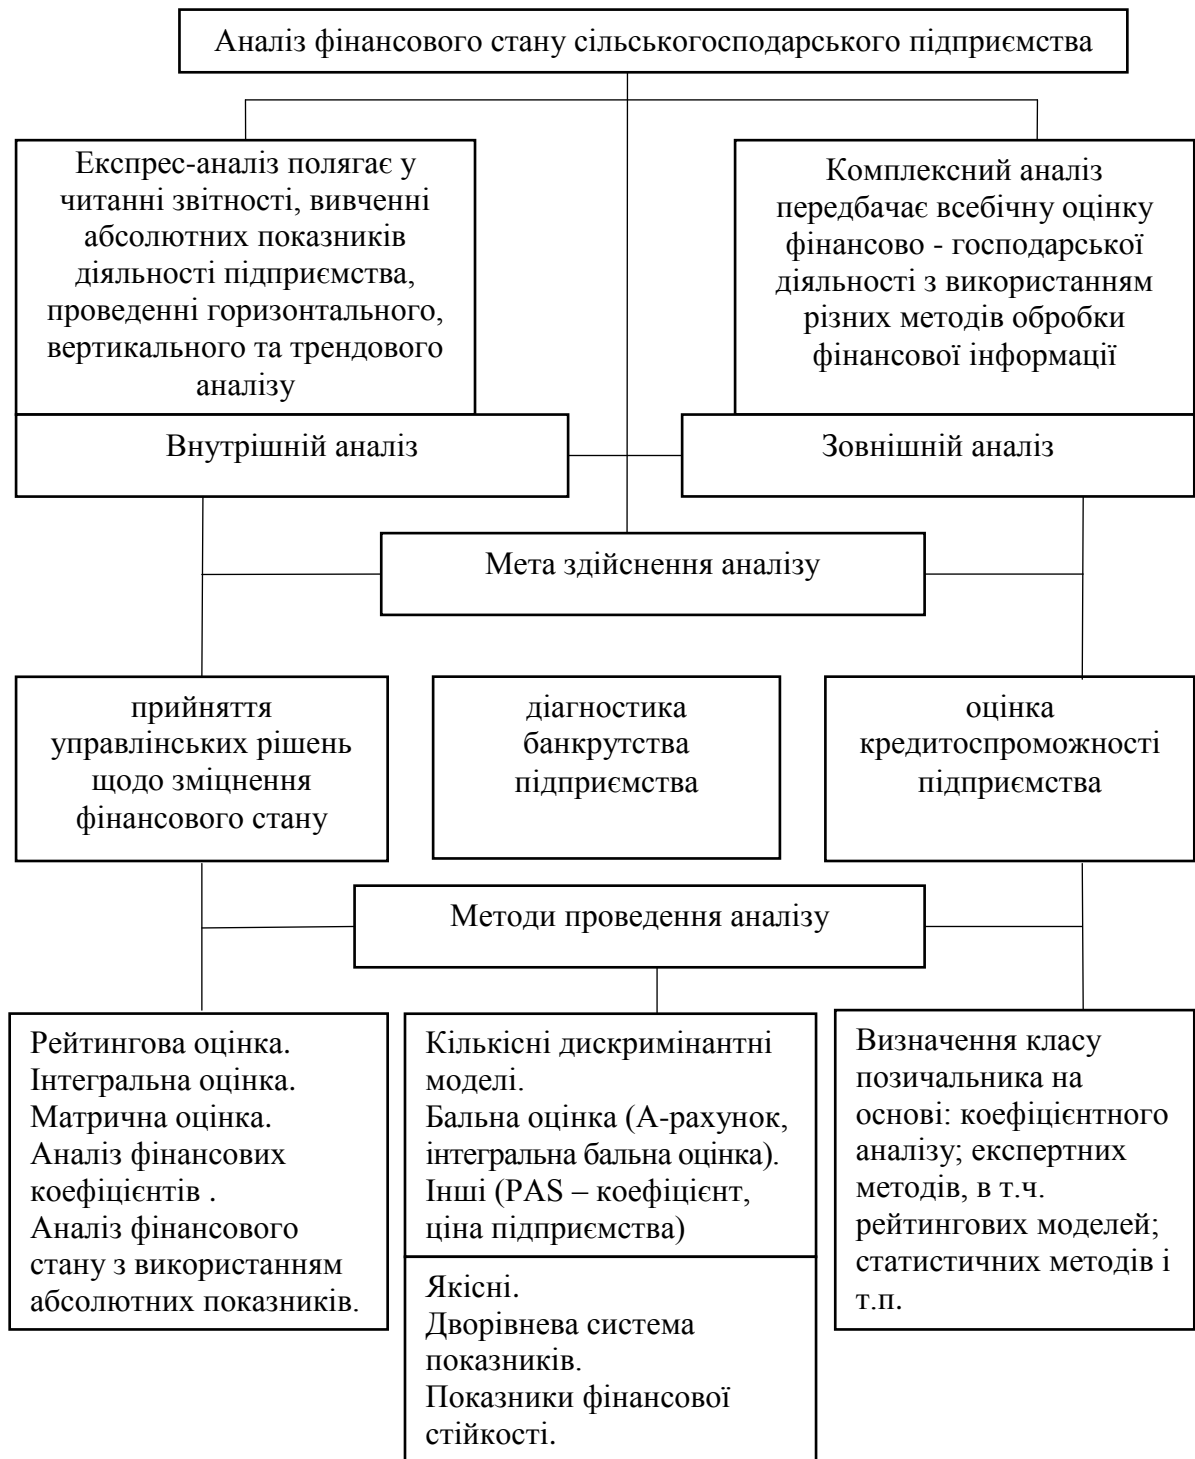 Аналіз фінансового стану сільськогосподарського підприємства
Експрес-аналіз полягає у
читанні звітності, вивченні
абсолютних показників
діяльності підприємства,
проведенні горизонтального,
вертикального та трендового
аналізу
Комплексний аналіз
передбачає всебічну оцінку
фінансово - господарської
діяльності з використанням
різних методів обробки
фінансової інформації
Внутрішній аналіз
Зовнішній аналіз
Мета здійснення аналізу
прийняття
управлінських рішень
щодо зміцнення
фінансового стану
діагностика
банкрутства
підприємства
оцінка
кредитоспроможності
підприємства
Методи проведення аналізу
Рейтингова оцінка.
Інтегральна оцінка.
Матрична оцінка.
Аналіз фінансових
коефіцієнтів .
Аналіз фінансового
стану з використанням
абсолютних показників.
Кількісні дискримінантні
моделі.
Бальна оцінка (А-рахунок,
інтегральна бальна оцінка).
Інші (PAS – коефіцієнт,
ціна підприємства)
Якісні.
Дворівнева система
показників.
Показники фінансової
стійкості.
Визначення класу
позичальника на
основі: коефіцієнтного
аналізу; експертних
методів, в т.ч.
рейтингових моделей;
статистичних методів і
т.п.